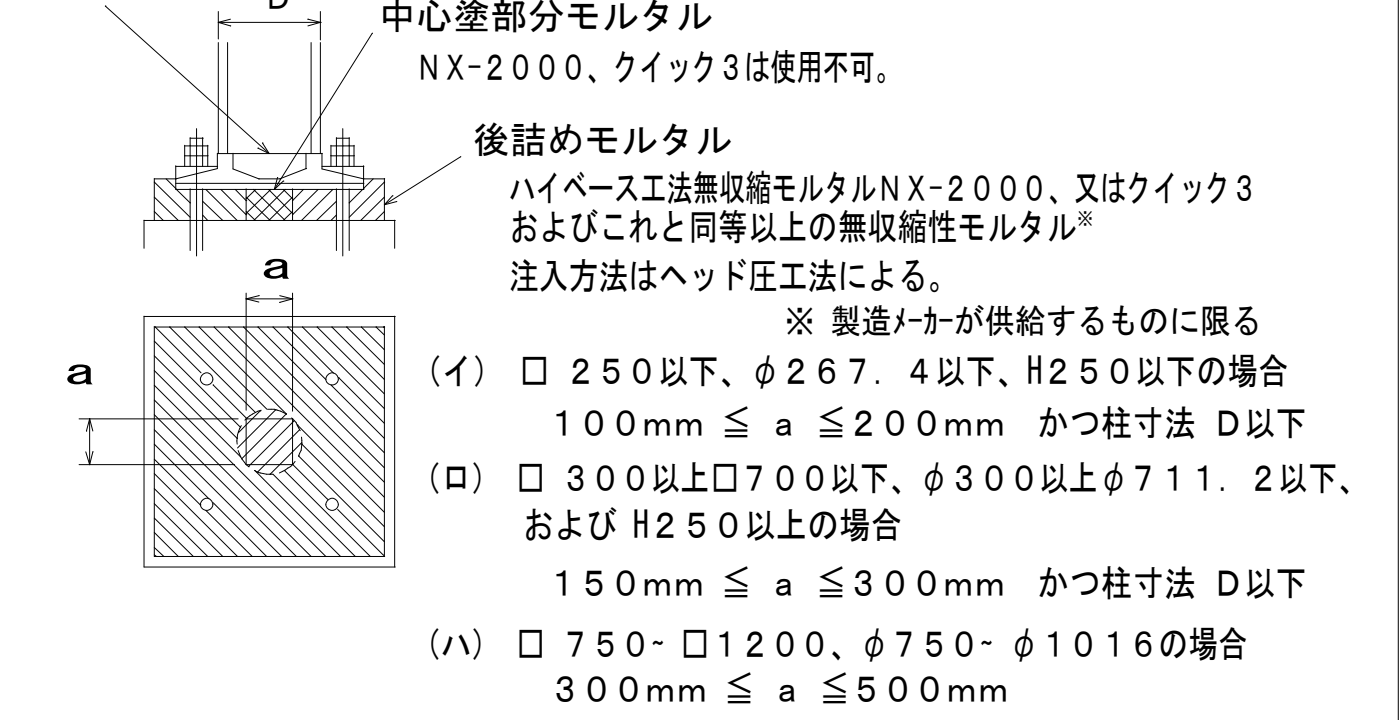 D
中心塗部分モルタル
NX-2000、クイック3は使用不可。
後詰めモルタル
ハイベース工法無収縮モルタルNX-2000、又はクイック3
およびこれと同等以上の無収縮性モルタル※
注入方法はヘッド圧工法による。
※ 製造メーカーが供給するものに限る
a
a
(イ) □ 250以下、φ267.4以下、H250以下の場合
100mm ≦ a ≦200mm かつ柱寸法 D以下
(ロ) □ 300以上□700以下、φ300以上φ711.2以下、
および H250以上の場合
150mm ≦ a ≦300mm かつ柱寸法 D以下
(ハ) □ 750~□1200、φ750~φ1016の場合
300mm ≦ a ≦500mm